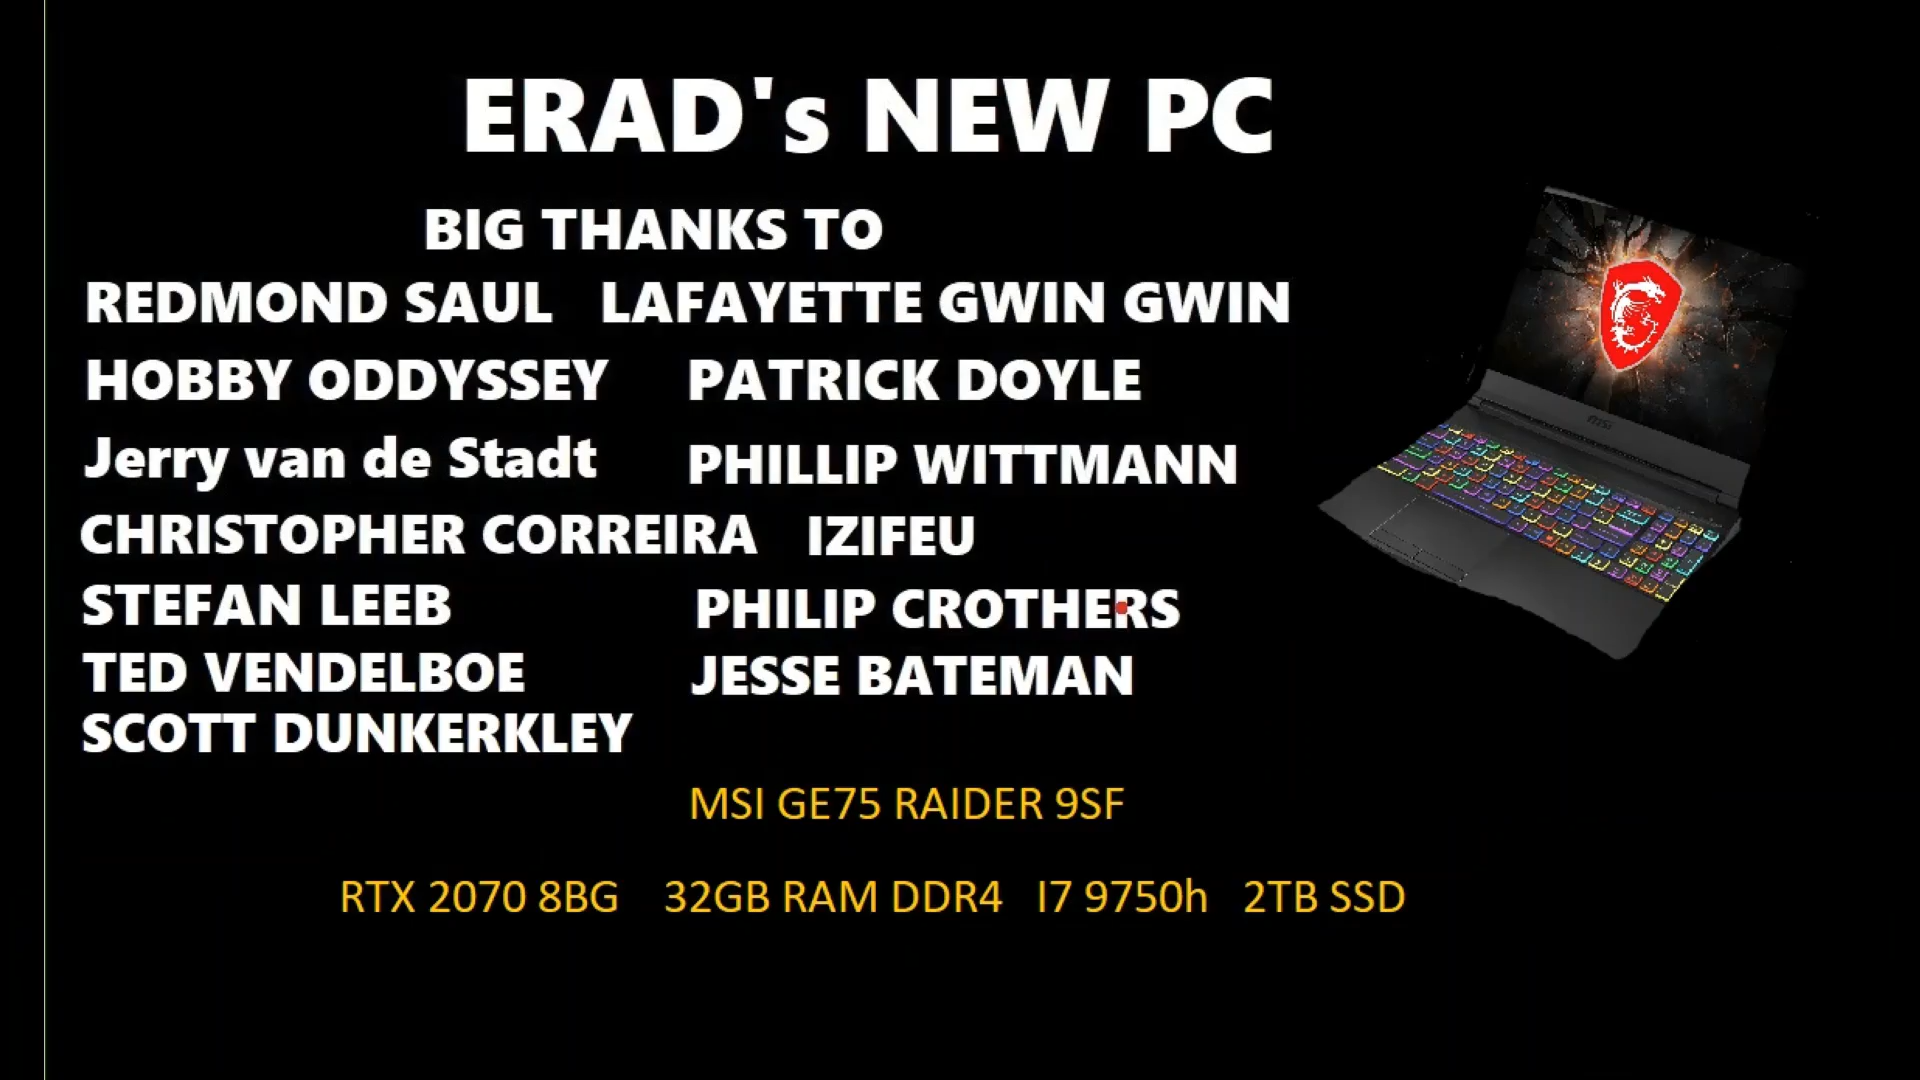 ERAD's NEW PC
BIG THANKS TO
REDMOND SAUL LAFAYETTE GWIN GWIN
HOBBY ODDYSSEY PATRICK DOYLE
Jerry van de Stadt PHILLIP WITTMANN
CHRISTOPHER CORREIRA IZIFEU
STEFAN LEEB PHILIP CROTHERS
TED VENDELBOE JESSE BATEMAN
SCOTT DUNKERKLEY
MSI GE75 RAIDER 9SF
RTX 2070 8BG 32GB RAM DDR4 I7 9750h 2TB SSD